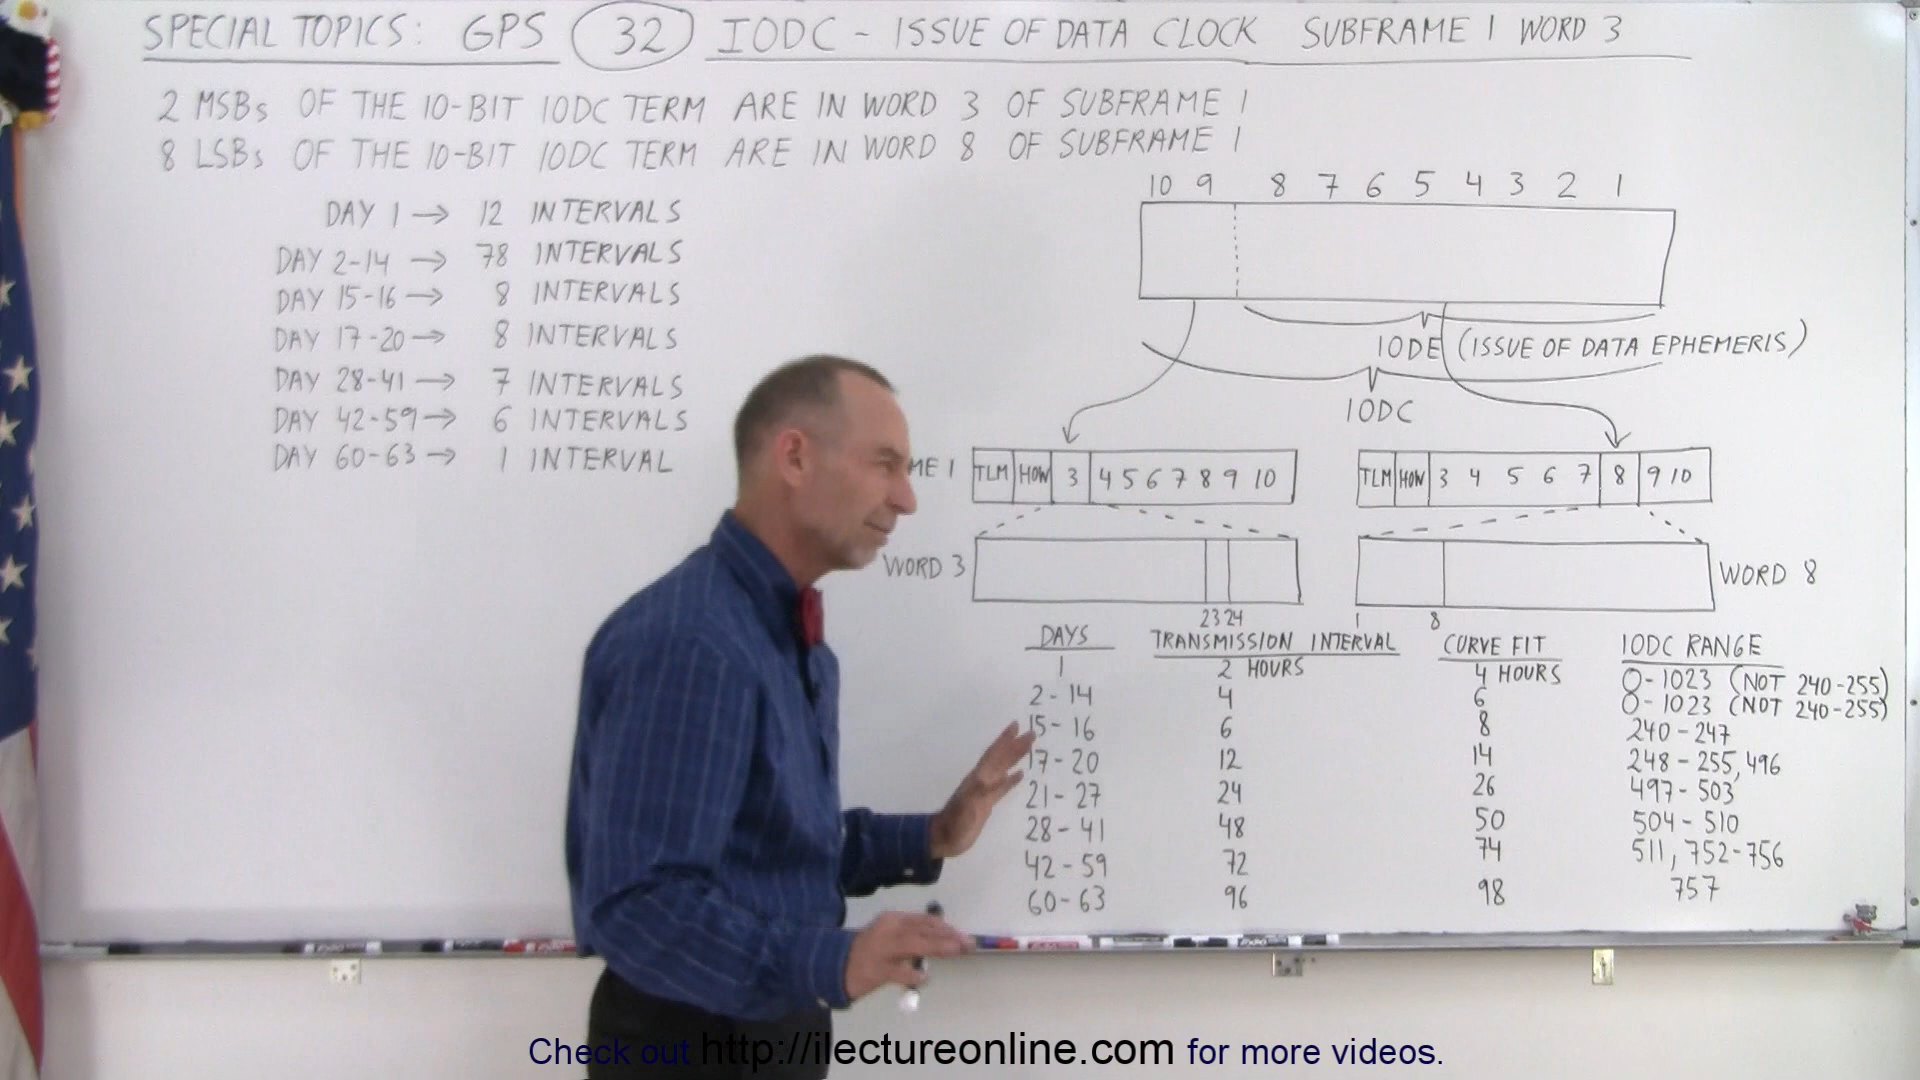 SPECIAL TOPICS: GPS 32 IODC - ISSUE OF DATA CLOCK SUBFRAME 1 WORD 3
2 MSBs OF THE 10-BIT IODC TERM ARE IN WORD 3 OF SUBFRAME 1
8 LSBs OF THE 10-BIT IODC TERM ARE IN WORD 8 OF SUBFRAME 1
DAY 1 → 12 INTERVALS
DAY 2-14 → 78 INTERVALS
DAY 15-16 → 8 INTERVALS
DAY 17-20 → 8 INTERVALS
DAY 28-41 → 7 INTERVALS
DAY 42-59 → 6 INTERVALS
DAY 60-63 → 1 INTERVAL
10 9 8 7 6 5 4 3 2 1
IODE (ISSUE OF DATA EPHEMERIS)
IODC
ME 1 TLM HOW 3 4 5 6 7 8 9 10
TLM HOW 3 4 5 6 7 8 9 10
WORD 3
23 24
WORD 8
1 8
DAYS TRANSMISSION INTERVAL CURVE FIT IODC RANGE
1 2 HOURS 4 HOURS 0-1023 (NOT 240-255)
2-14 4 6 0-1023 (NOT 240-255)
15-16 6 8 240-247
17-20 12 14 248-255, 496
21-27 24 26 497-503
28-41 48 50 504-510
42-59 72 74 511, 752-756
60-63 96 98 757
Check out http://ilectureonline.com for more videos.